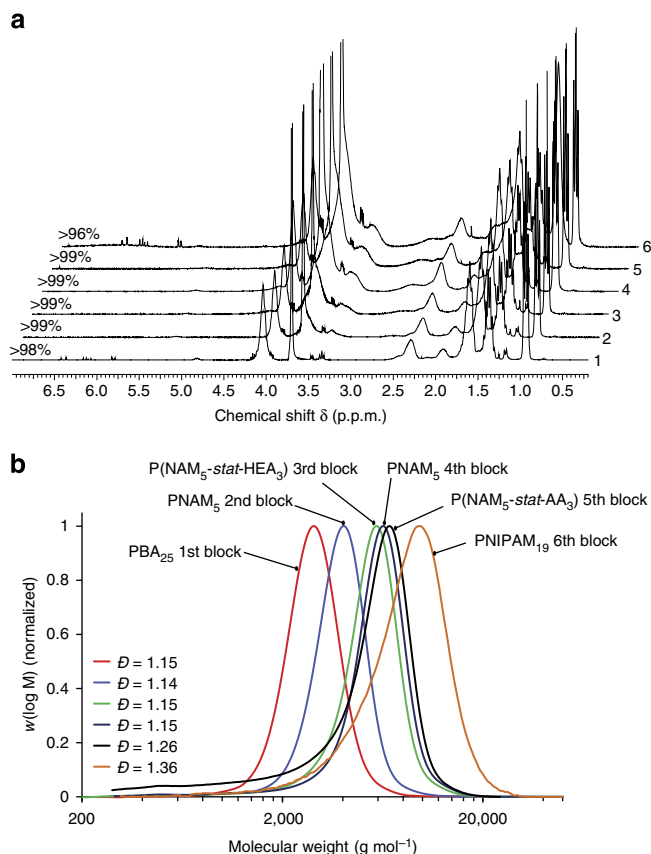 a
>96%
6
>99%
5
>99%
4
>99%
3
>99%
2
>98%
1
6.5 6.0 5.5 5.0 4.5 4.0 3.5 3.0 2.5 2.0 1.5 1.0 0.5
Chemical shift δ (p.p.m.)
b
P(NAM5-stat-HEA3) 3rd block
PNAM5 4th block
PNAM5 2nd block
P(NAM5-stat-AA3) 5th block
PBA25 1st block
PNIPAM19 6th block
w(log M) (normalized)
1
0.8
0.6
0.4
0.2
0
Đ = 1.15
Đ = 1.14
Đ = 1.15
Đ = 1.15
Đ = 1.26
Đ = 1.36
200 2,000 20,000
Molecular weight (g mol−1)